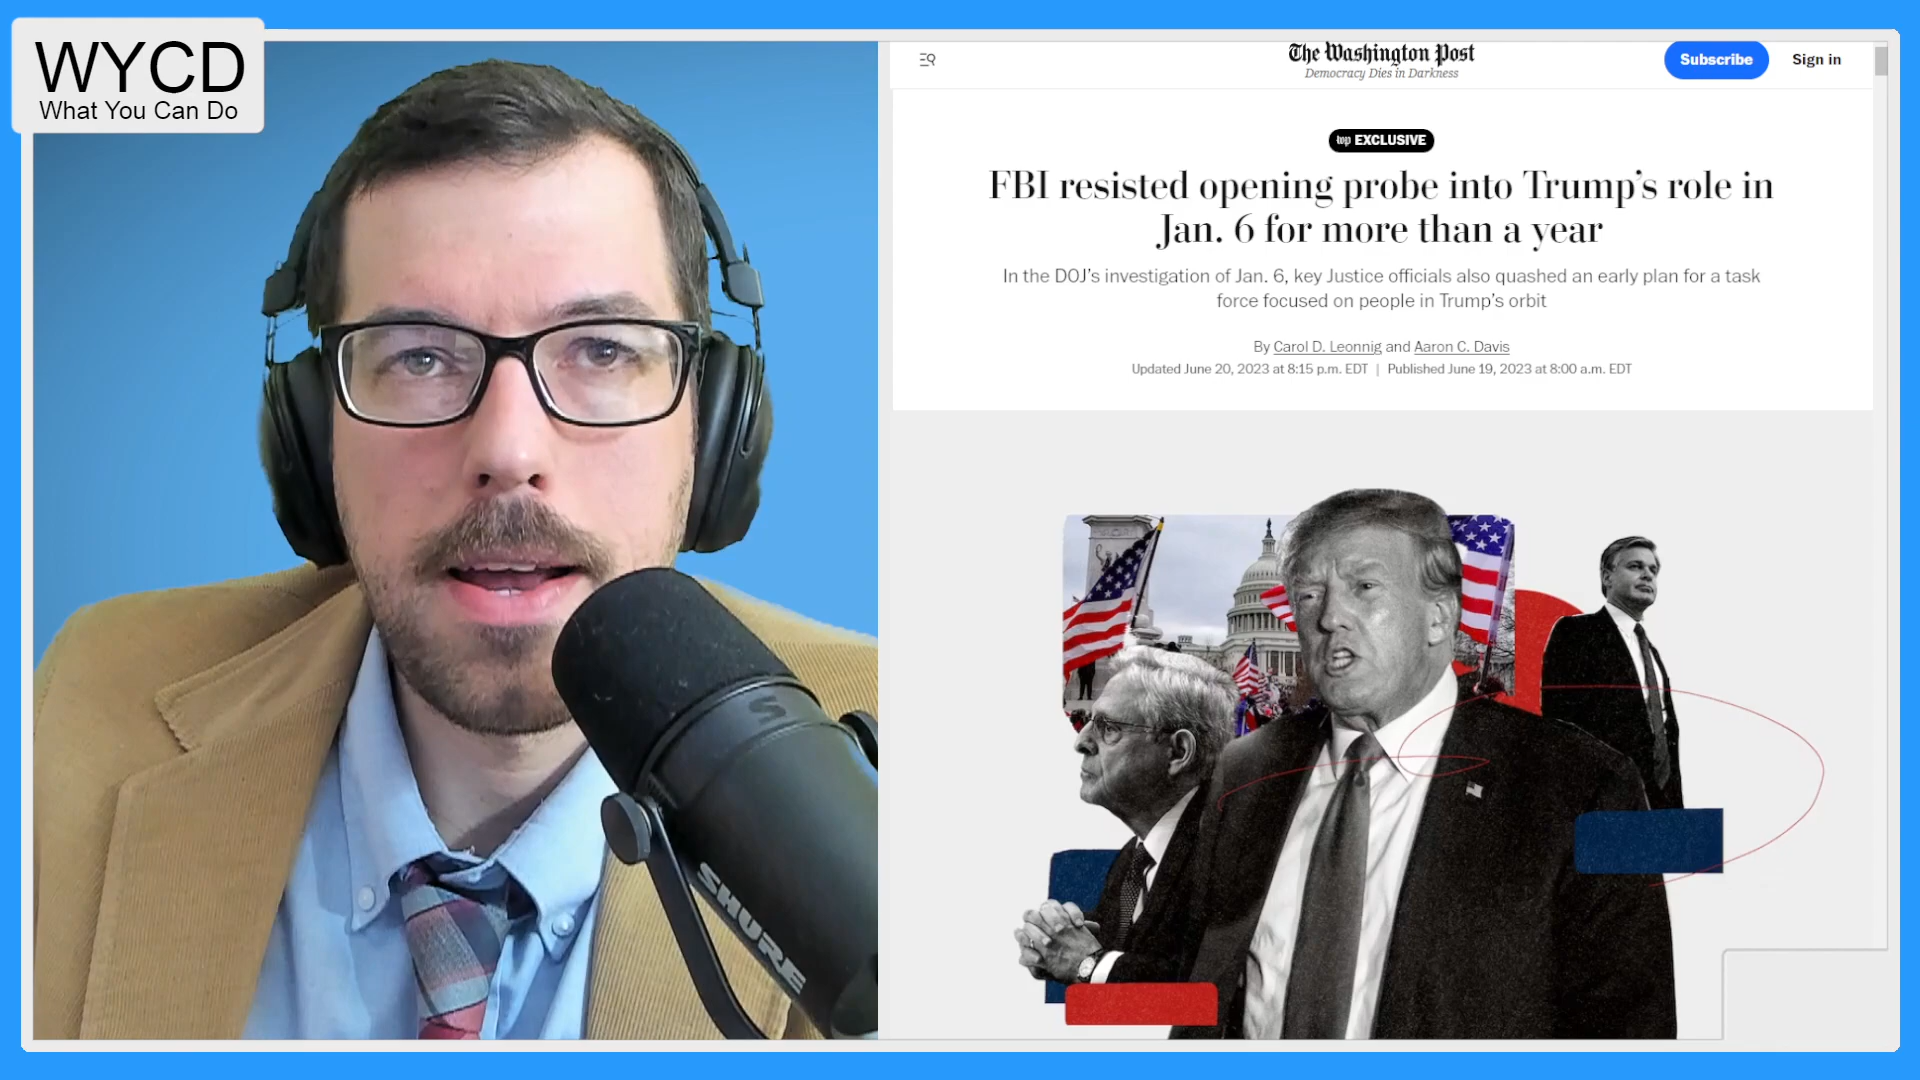 WYCD
What You Can Do
The Washington Post
Democracy Dies in Darkness
Subscribe
Sign in
wp EXCLUSIVE
FBI resisted opening probe into Trump's role in
Jan. 6 for more than a year
In the DOJ's investigation of Jan. 6, key Justice officials also quashed an early plan for a task
force focused on people in Trump's orbit
By Carol D. Leonnig and Aaron C. Davis
Updated June 20, 2023 at 8:15 p.m. EDT | Published June 19, 2023 at 8:00 a.m. EDT
SHURE